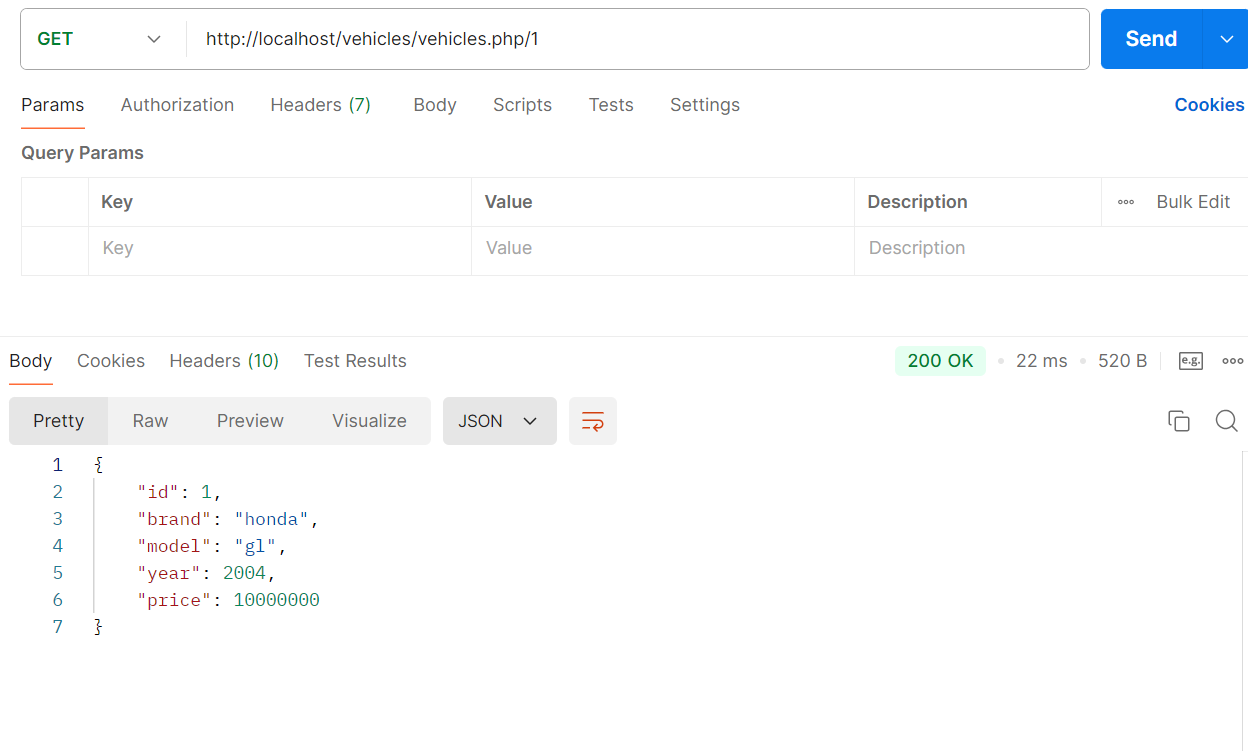 GET http://localhost/vehicles/vehicles.php/1 Send
Params Authorization Headers (7) Body Scripts Tests Settings Cookies
Query Params
Key Value Description Bulk Edit
Key Value Description
Body Cookies Headers (10) Test Results 200 OK 22 ms 520 B e.g.
Pretty Raw Preview Visualize JSON
1 {
2 "id": 1,
3 "brand": "honda",
4 "model": "gl",
5 "year": 2004,
6 "price": 10000000
7 }